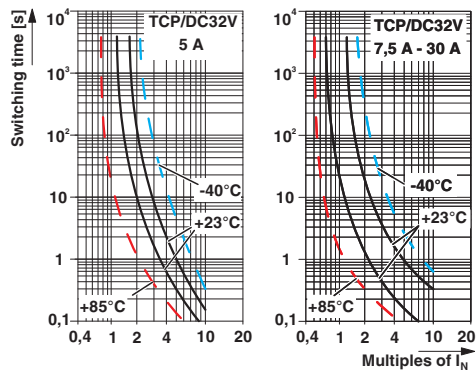 Switching time [s]
10⁴
10³
10²
10
1
0,1
TCP/DC32V
5 A
-40°C
+23°C
+85°C
0,4 1 2 4 10 20
10⁴
10³
10²
10
1
0,1
TCP/DC32V
7,5 A - 30 A
-40°C
+23°C
+85°C
0,4 1 2 4 10 20
Multiples of I_N